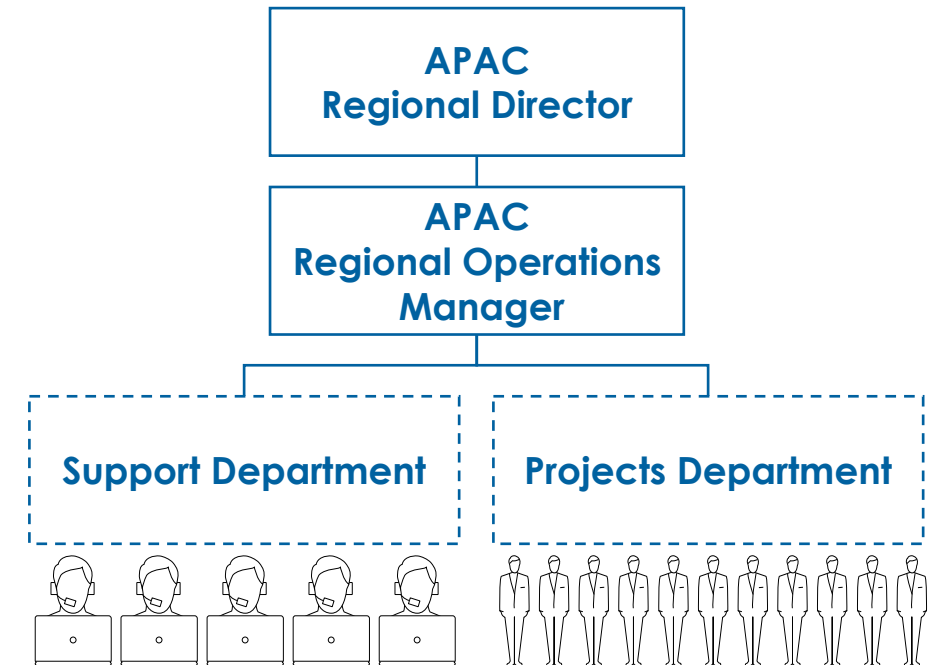 APAC
Regional Director
APAC
Regional Operations
Manager
Support Department
Projects Department